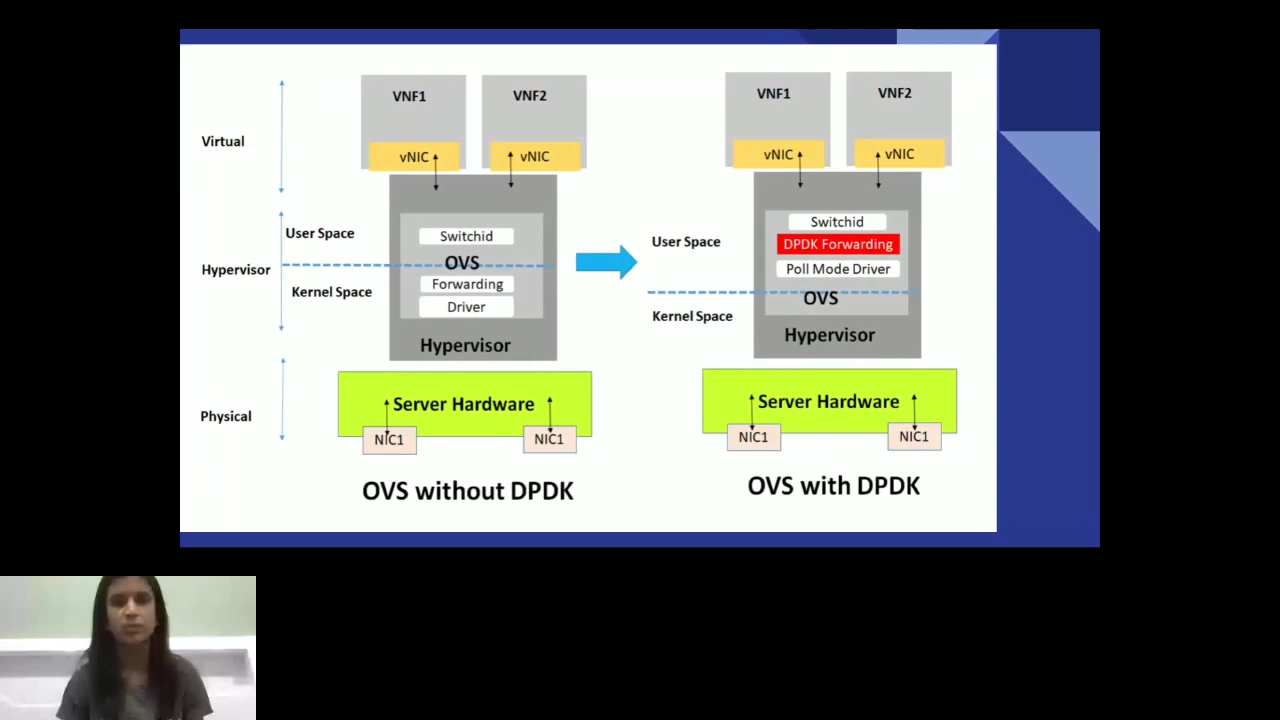 VNF1
VNF2
vNIC
vNIC
Virtual
User Space
Hypervisor
Kernel Space
Switchid
OVS
Forwarding
Driver
Hypervisor
Physical
Server Hardware
NIC1
NIC1
OVS without DPDK
VNF1
VNF2
vNIC
vNIC
User Space
Kernel Space
Switchid
DPDK Forwarding
Poll Mode Driver
OVS
Hypervisor
Server Hardware
NIC1
NIC1
OVS with DPDK